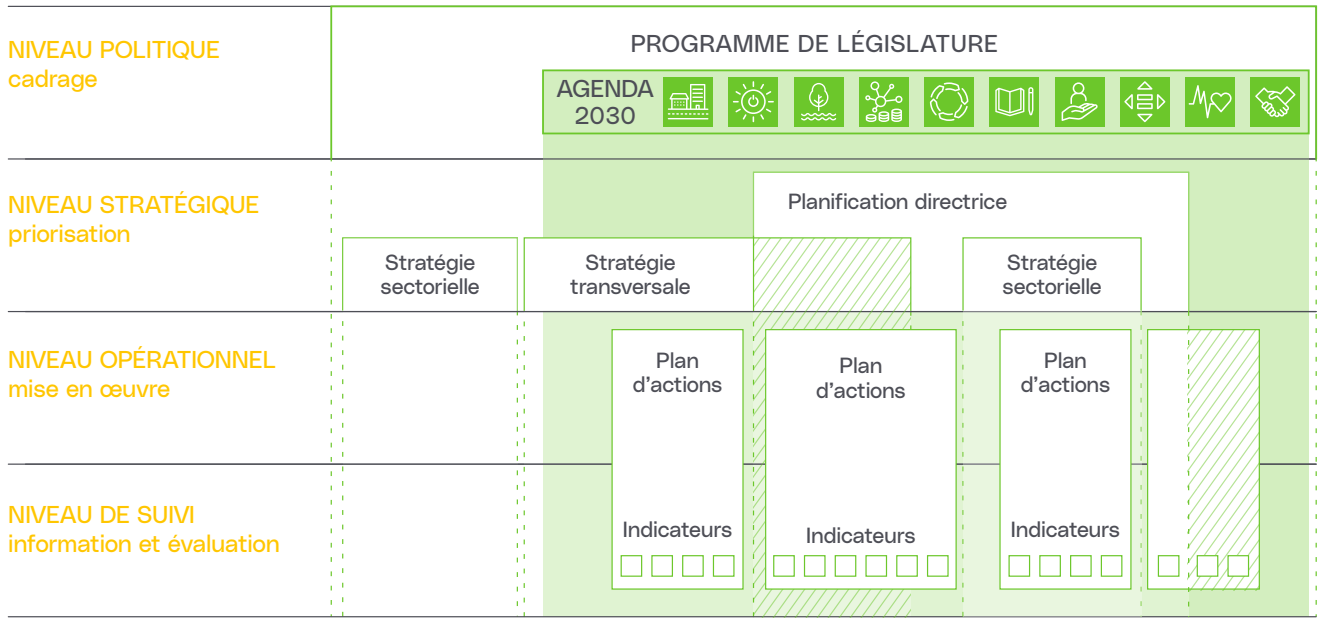 NIVEAU POLITIQUE
cadrage
PROGRAMME DE LÉGISLATURE
AGENDA
2030
NIVEAU STRATÉGIQUE
priorisation
Planification directrice
Stratégie
sectorielle
Stratégie
transversale
Stratégie
sectorielle
NIVEAU OPÉRATIONNEL
mise en œuvre
Plan
d’actions
Plan
d’actions
Plan
d’actions
NIVEAU DE SUIVI
information et évaluation
Indicateurs
Indicateurs
Indicateurs